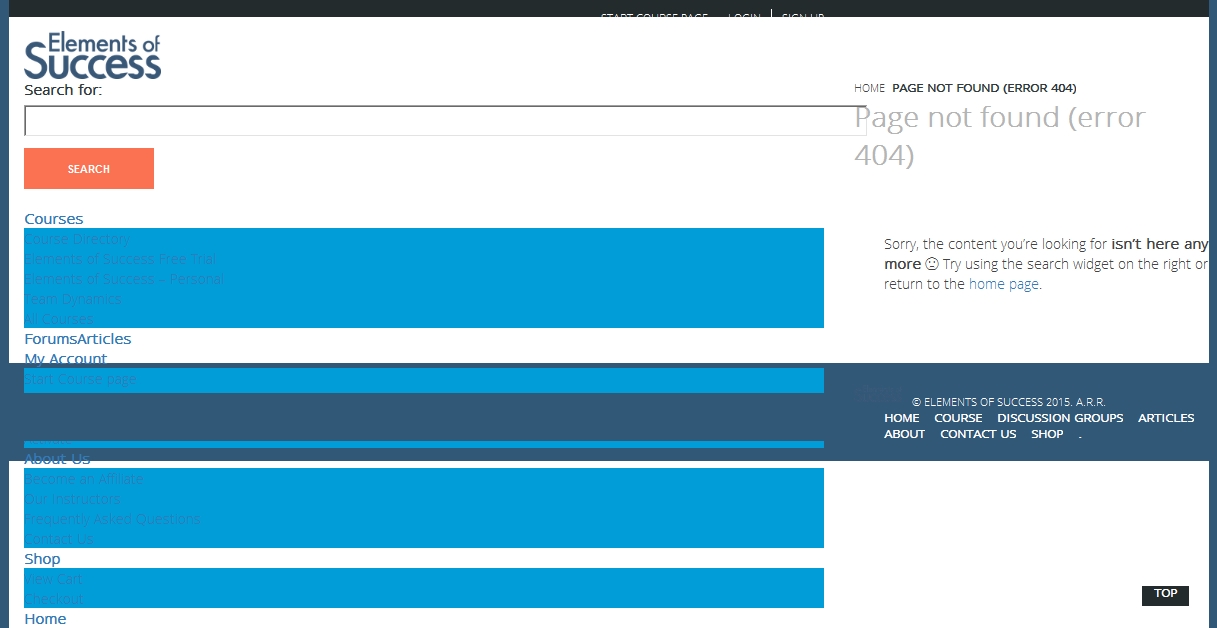 START COURSE PAGE LOGIN SIGN UP
Elements of
Success
Search for:
SEARCH
Courses
Course Directory
Elements of Success Free Trial
Elements of Success – Personal
Team Dynamics
All Courses
ForumsArticles
My Account
Start Course page
About Us
Become an Affiliate
Our Instructors
Frequently Asked Questions
Contact Us
Shop
View Cart
Checkout
Home
HOME PAGE NOT FOUND (ERROR 404)
Page not found (error
404)
Sorry, the content you’re looking for isn’t here any
more 😐 Try using the search widget on the right or
return to the home page.
© ELEMENTS OF SUCCESS 2015. A.R.R.
HOME COURSE DISCUSSION GROUPS ARTICLES
ABOUT CONTACT US SHOP .
TOP